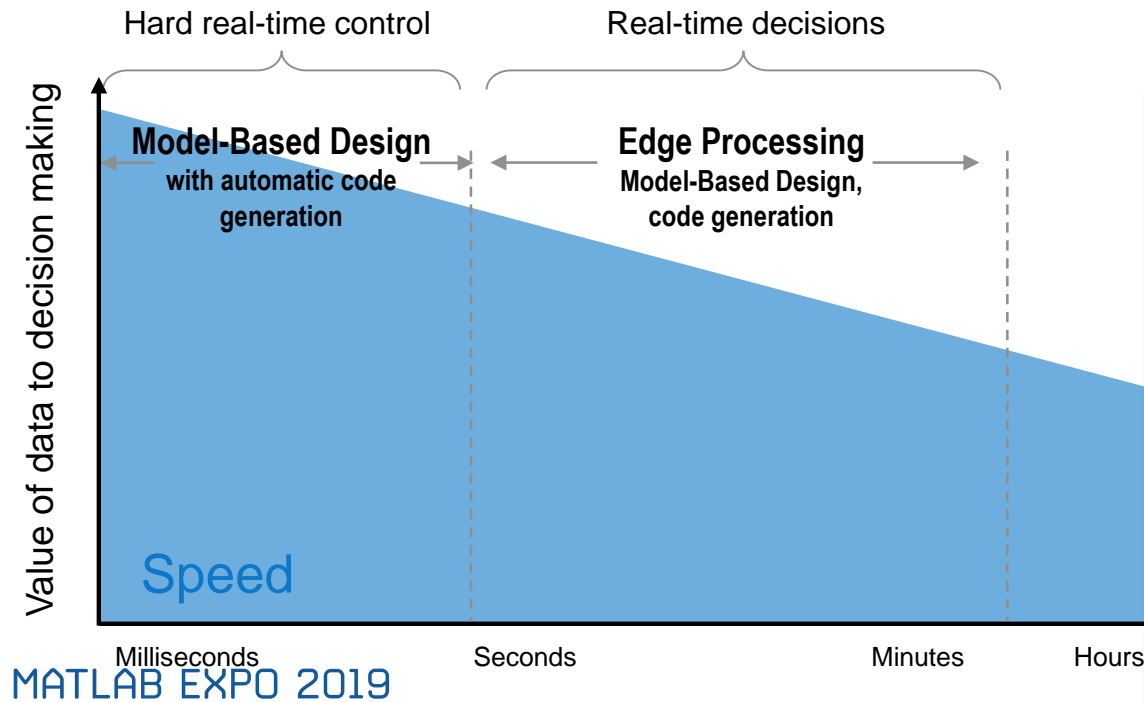 Hard real-time control
Real-time decisions
Value of data to decision making
Model-Based Design
with automatic code
generation
Edge Processing
Model-Based Design,
code generation
Speed
Milliseconds
Seconds
Minutes
Hours
MATLAB EXPO 2019